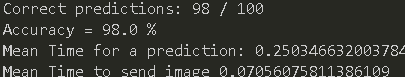 Correct predictions: 98 / 100
Accuracy = 98.0 %
Mean Time for a prediction: 0.250346632003784
Mean Time to send image 0.07056075811386109